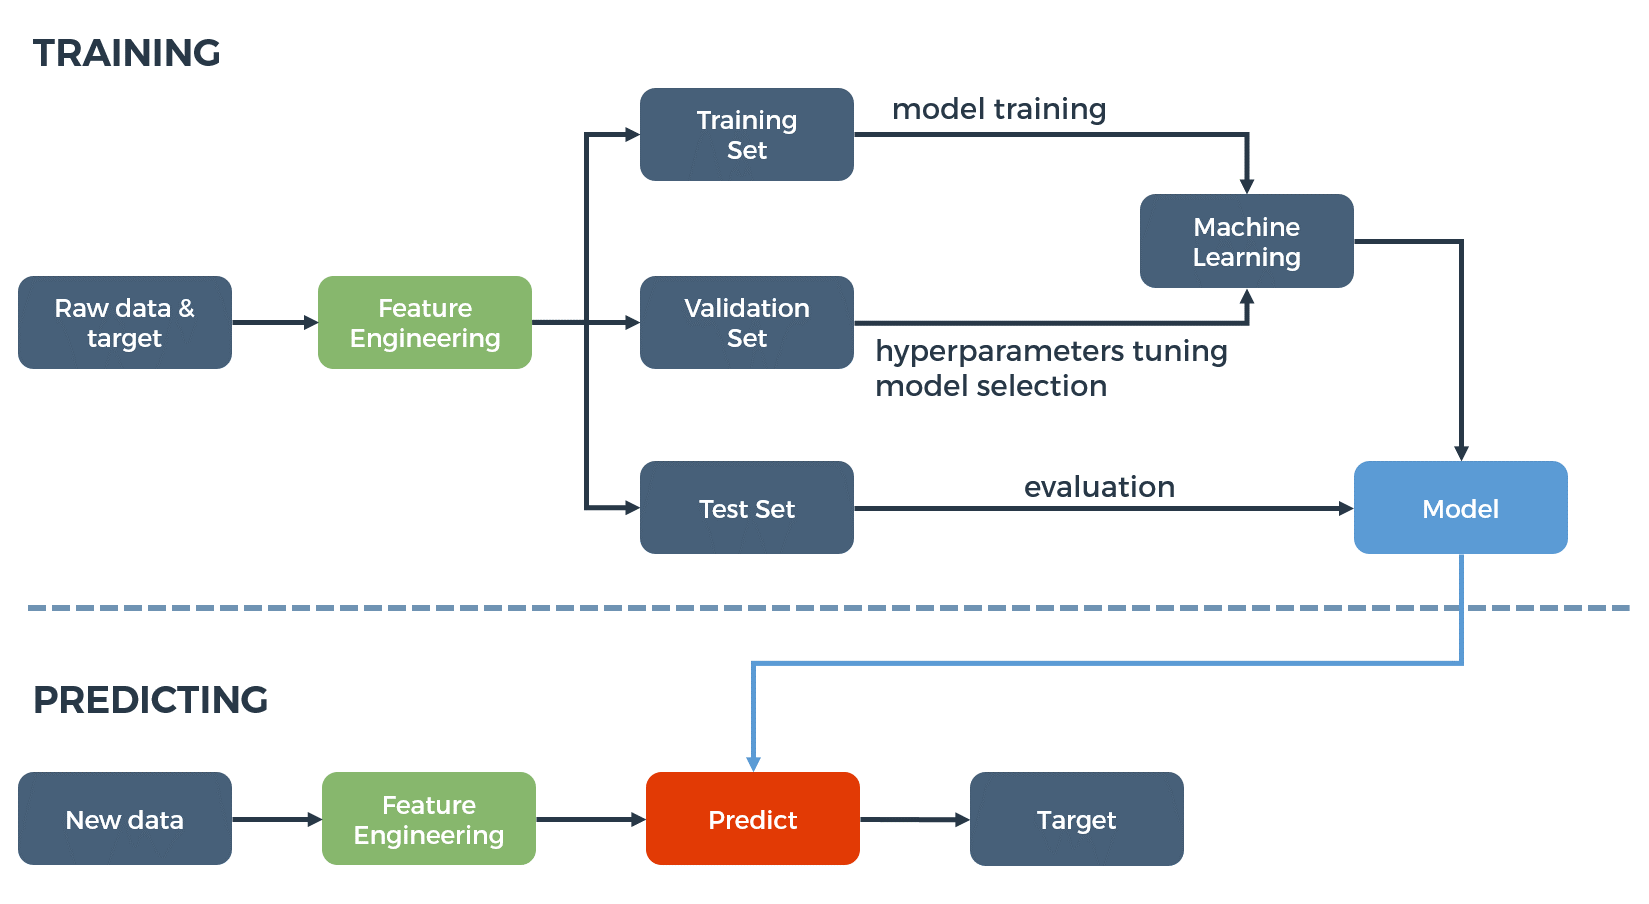 TRAINING
Training
Set
model training
Machine
Learning
Raw data &
target
Feature
Engineering
Validation
Set
hyperparameters tuning
model selection
Test Set
evaluation
Model
PREDICTING
New data
Feature
Engineering
Predict
Target